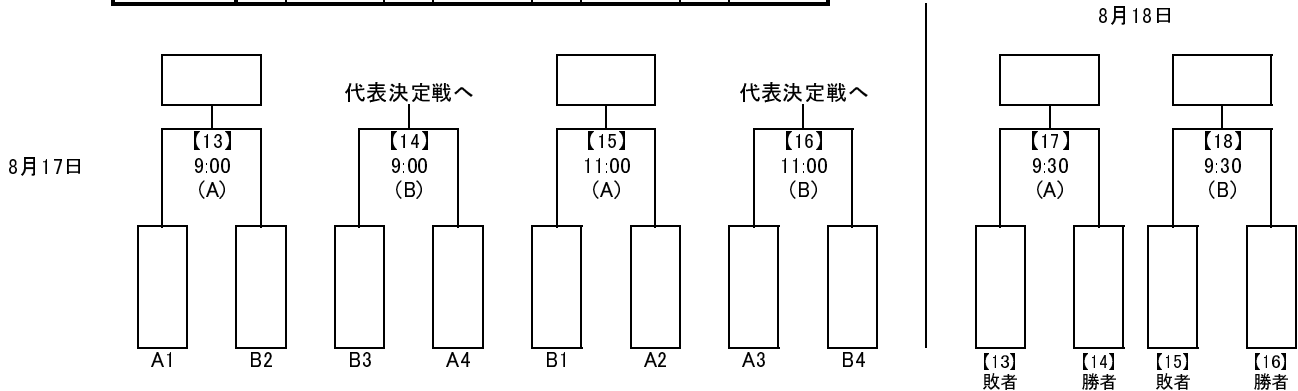 8月18日
代表決定戦へ
代表決定戦へ
【13】
9:00
(A)
【14】
9:00
(B)
【15】
11:00
(A)
【16】
11:00
(B)
【17】
9:30
(A)
【18】
9:30
(B)
8月17日
A1 B2 B3 A4 B1 A2 A3 B4
【13】 【14】 【15】 【16】
敗者 勝者 敗者 勝者